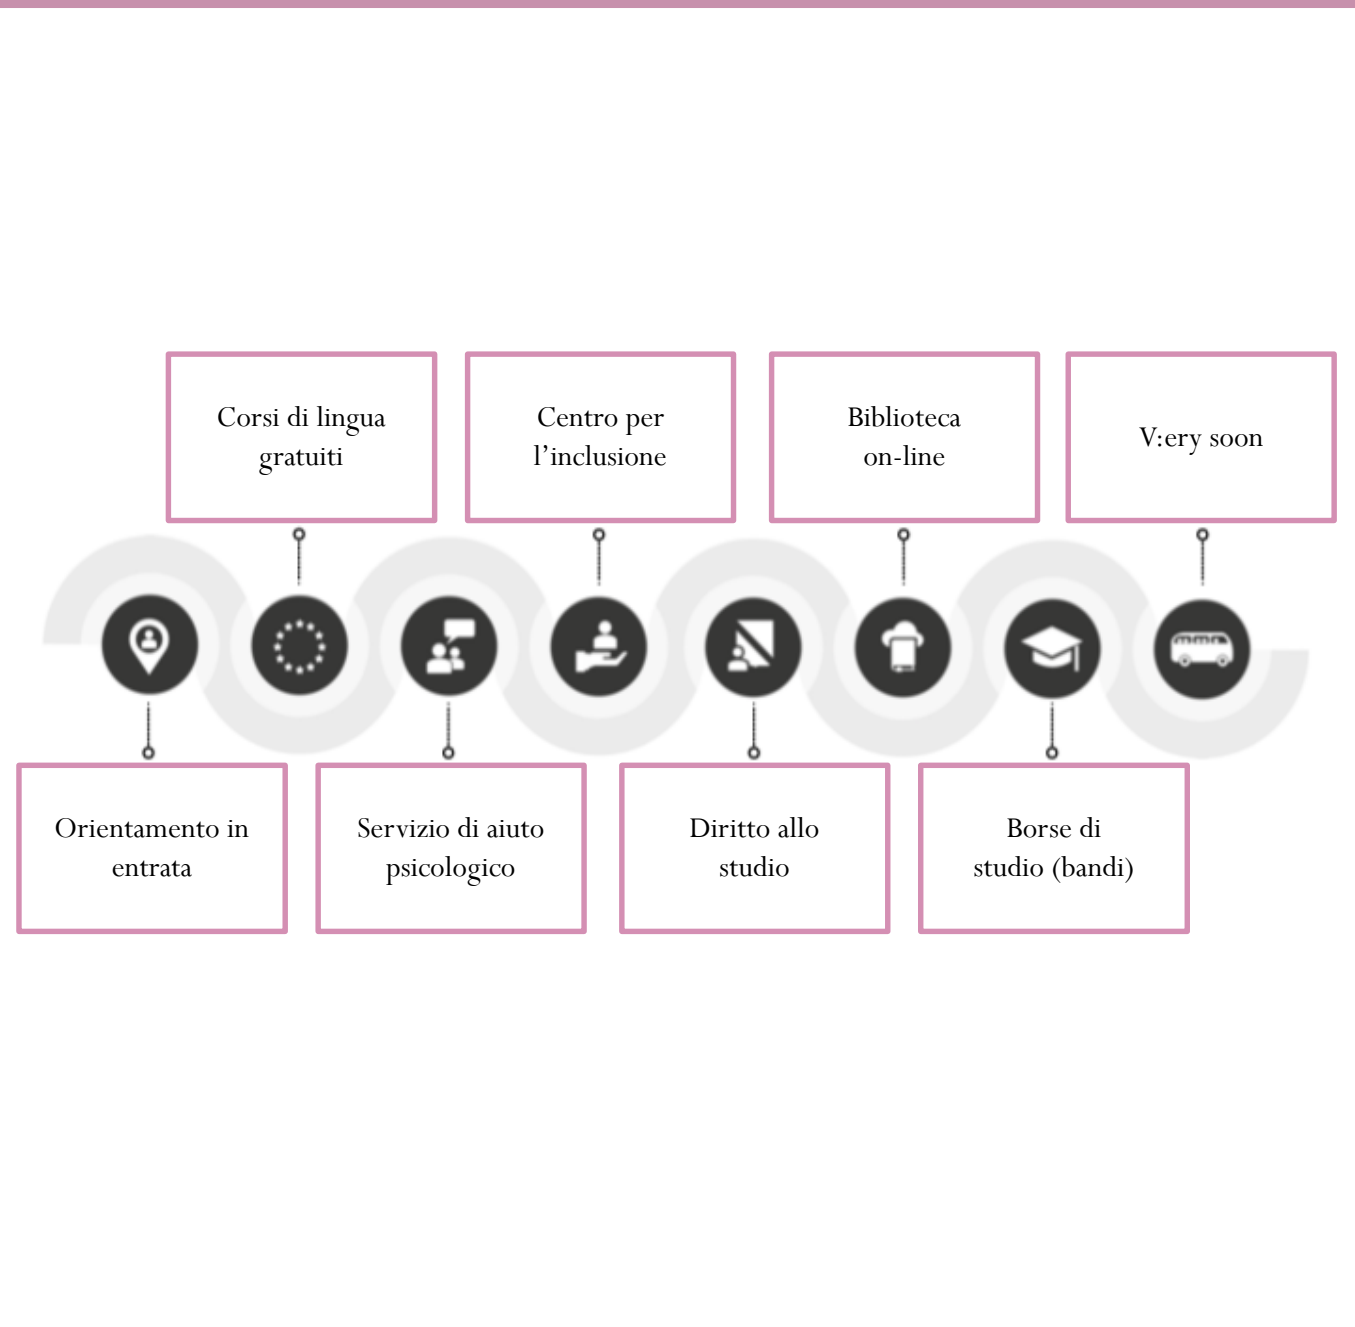 Corsi di lingua
gratuiti
Centro per
l’inclusione
Biblioteca
on-line
V:ery soon
Orientamento in
entrata
Servizio di aiuto
psicologico
Diritto allo
studio
Borse di
studio (bandi)